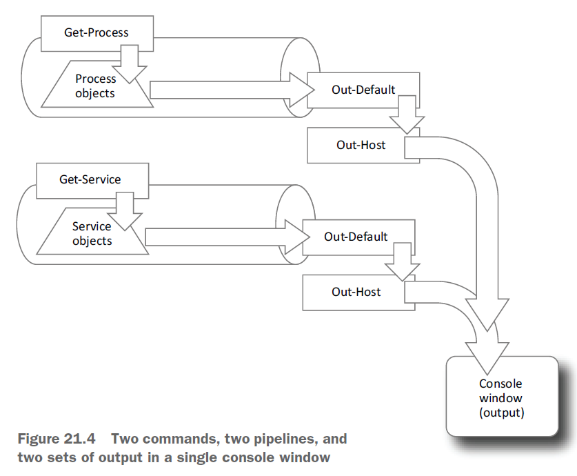 Get-Process
Process
objects
Out-Default
Out-Host
Get-Service
Service
objects
Out-Default
Out-Host
Console
window
(output)
Figure 21.4 Two commands, two pipelines, and
two sets of output in a single console window